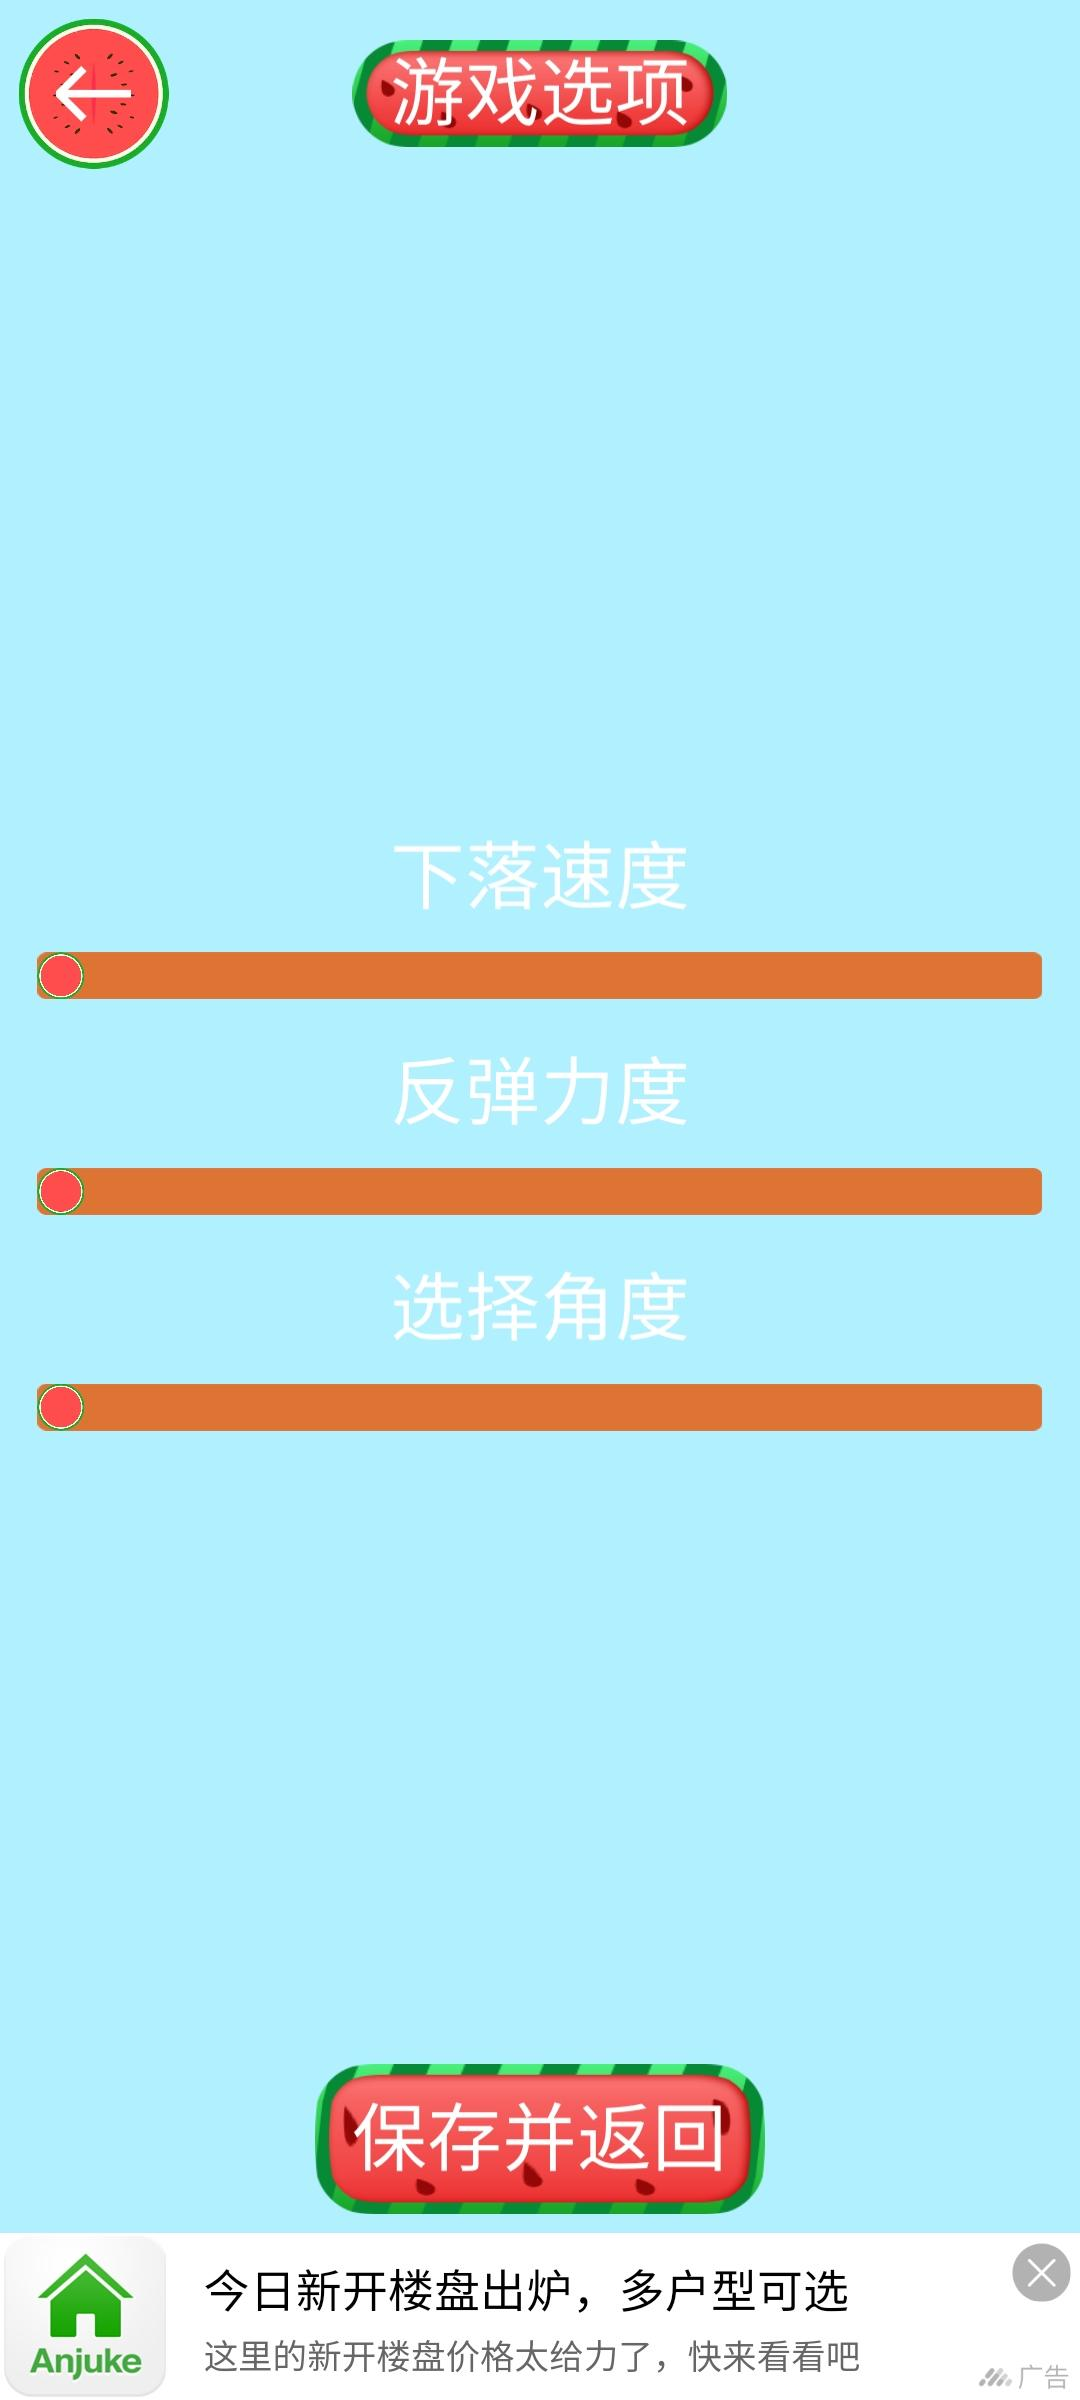 游戏选项
下落速度
反弹力度
选择角度
保存并返回
今日新开楼盘出炉，多户型可选
这里的新开楼盘价格太给力了，快来看看吧
Anjuke
广告